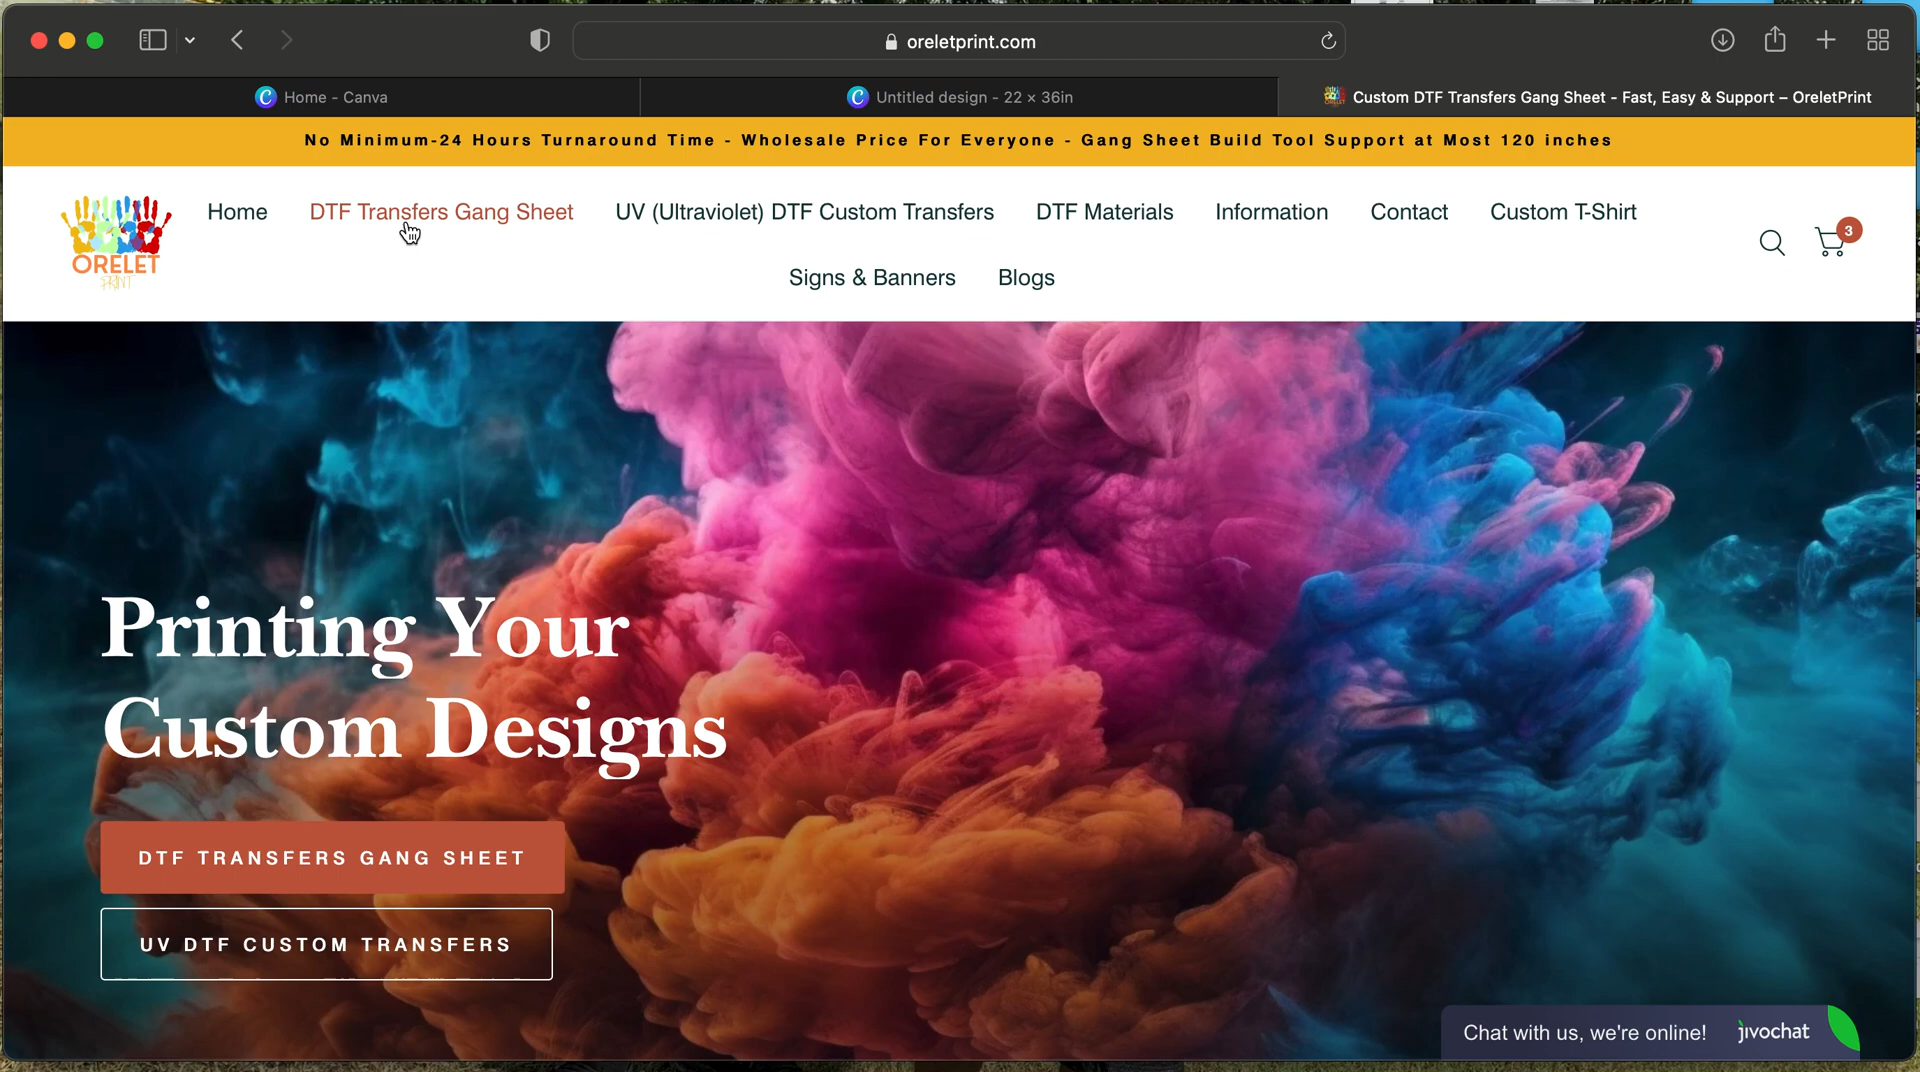 oreletprint.com
Home - Canva
Untitled design - 22 × 36in
Custom DTF Transfers Gang Sheet - Fast, Easy & Support – OreletPrint
No Minimum-24 Hours Turnaround Time - Wholesale Price For Everyone - Gang Sheet Build Tool Support at Most 120 inches
ORELET
PRINT
Home
DTF Transfers Gang Sheet
UV (Ultraviolet) DTF Custom Transfers
DTF Materials
Information
Contact
Custom T-Shirt
3
Signs & Banners
Blogs
Printing Your
Custom Designs
DTF TRANSFERS GANG SHEET
UV DTF CUSTOM TRANSFERS
Chat with us, we're online!
jivochat